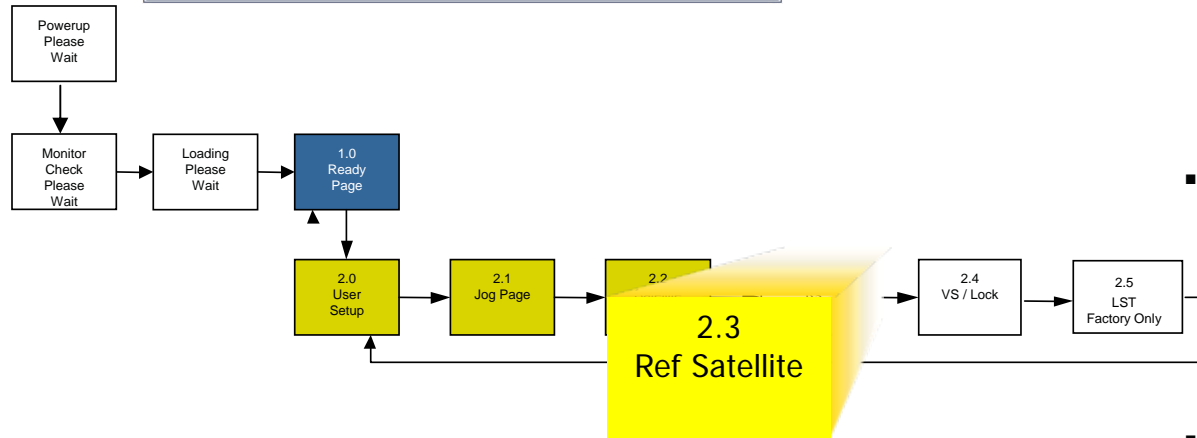 Powerup
Please
Wait
Monitor
Check
Please
Wait
Loading
Please
Wait
1.0
Ready
Page
2.0
User
Setup
2.1
Jog Page
2.2
2.3
Ref Satellite
2.4
VS / Lock
2.5
LST
Factory Only